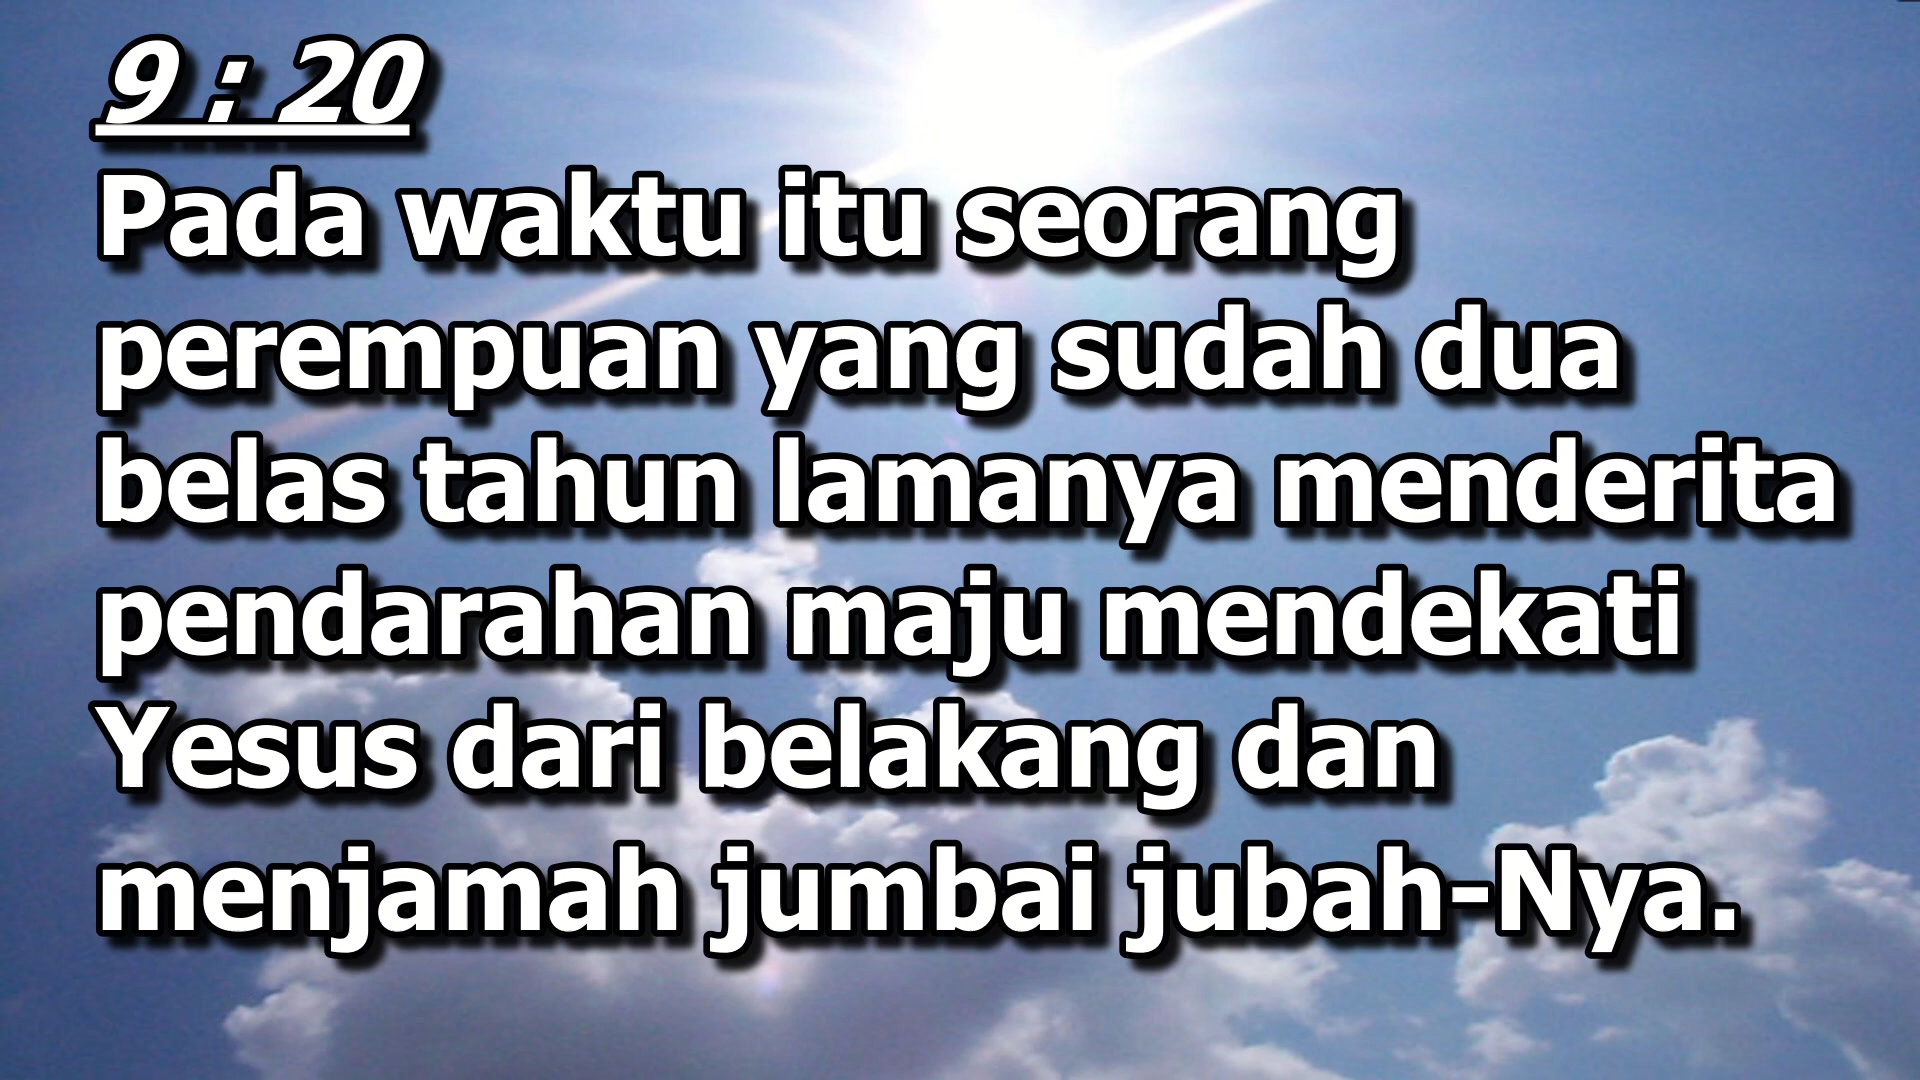 9 : 20
Pada waktu itu seorang
perempuan yang sudah dua
belas tahun lamanya menderita
pendarahan maju mendekati
Yesus dari belakang dan
menjamah jumbai jubah-Nya.